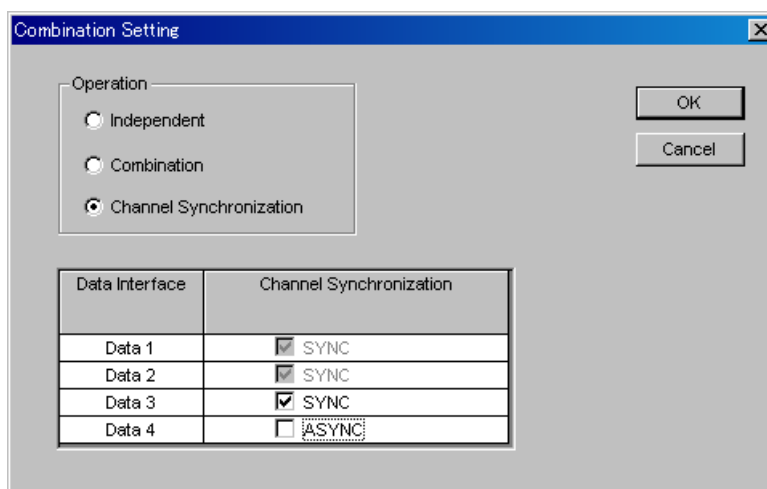 Combination Setting
Operation
Independent
Combination
Channel Synchronization
OK
Cancel
Data Interface Channel Synchronization
Data 1 SYNC
Data 2 SYNC
Data 3 SYNC
Data 4 ASYNC